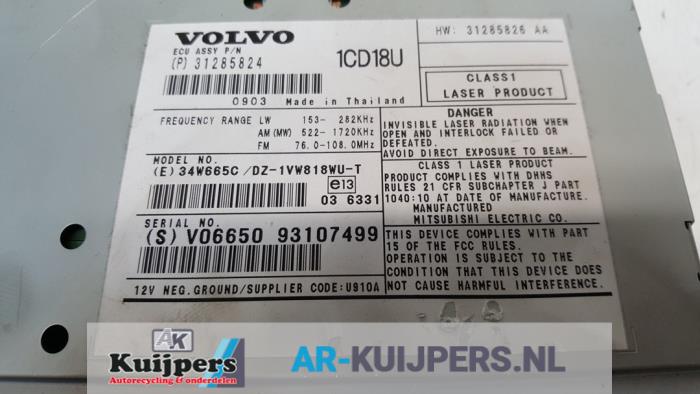 VOLVO
ECU ASSY P/N
(P) 31285824
1CD18U
HW: 31285826 AA
CLASS1
LASER PRODUCT
0903 Made in Thailand
FREQUENCY RANGE LW 153- 282KHz
AM(MW) 522-1720KHz
FM 76.0-108.0MHz
DANGER
INVISIBLE LASER RADIATION WHEN
OPEN AND INTERLOCK FAILED OR
DEFEATED.
AVOID DIRECT EXPOSURE TO BEAM.
MODEL NO.
(E) 34W665C /DZ-1VW818WU-T
e13
03 6331
CLASS 1 LASER PRODUCT
THIS PRODUCT COMPLIES WITH DHHS
RULES 21 CFR SUBCHAPTER J PART
1040:10 AT DATE OF MANUFACTURE.
MANUFACTURED
MITSUBISHI ELECTRIC CO.
SERIAL NO.
(S) V06650 93107499
THIS DEVICE COMPLIES WITH PART
15 OF THE FCC RULES.
OPERATION IS SUBJECT TO THE
CONDITION THAT THIS DEVICE DOES
NOT CAUSE HARMFUL INTERFERENCE.
12V NEG.GROUND/SUPPLIER CODE:U910A
AK
Kuijpers
Autorecycling & onderdelen
AR-KUIJPERS.NL